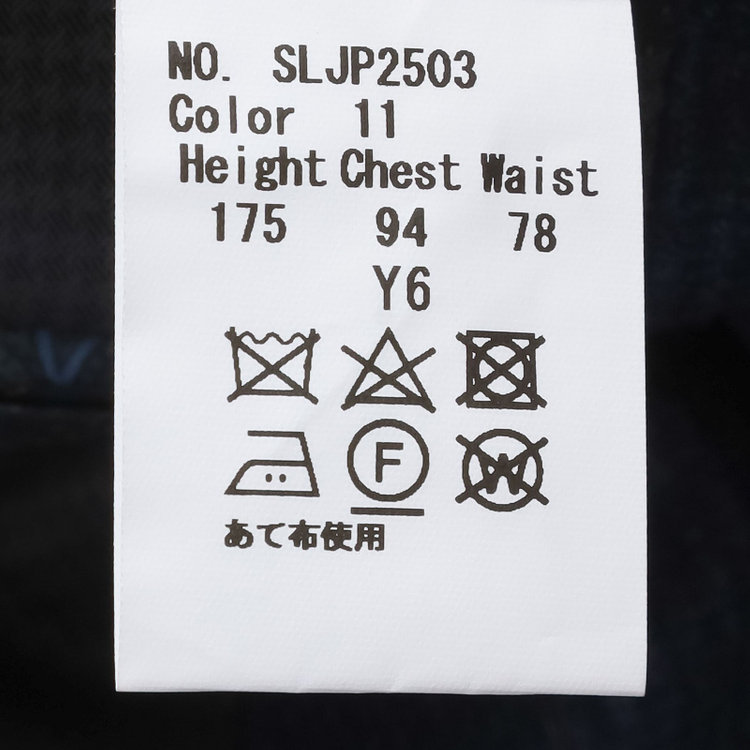 NO. SLJP2503
Color 11
Height Chest Waist
175 94 78
Y6
F W
あて布使用